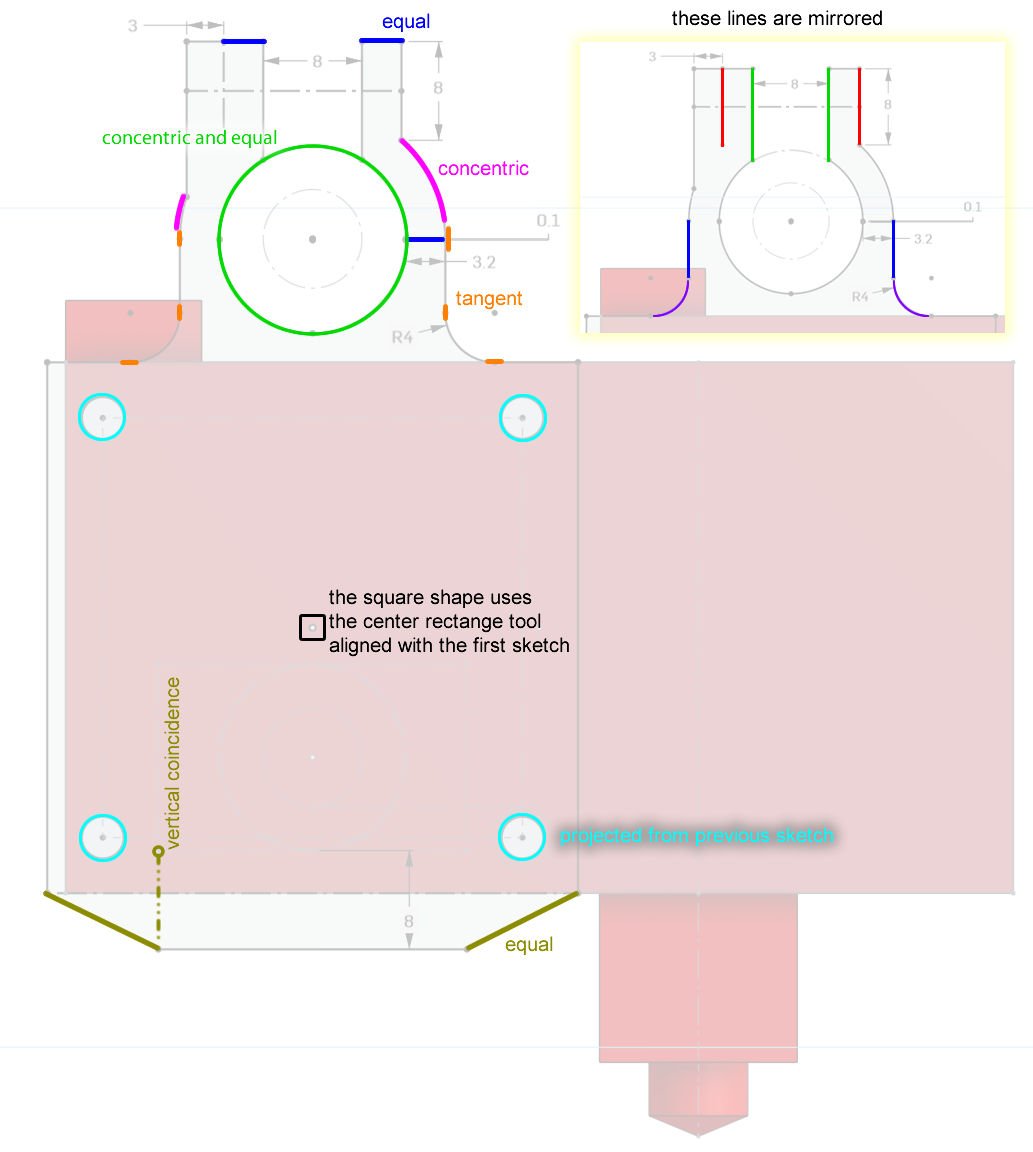 equal
these lines are mirrored
3
8
8
concentric and equal
concentric
0.1
3.2
tangent
R4
3
8
8
0.1
3.2
R4
the square shape uses
the center rectange tool
aligned with the first sketch
vertical coincidence
projected from previous sketch
8
equal